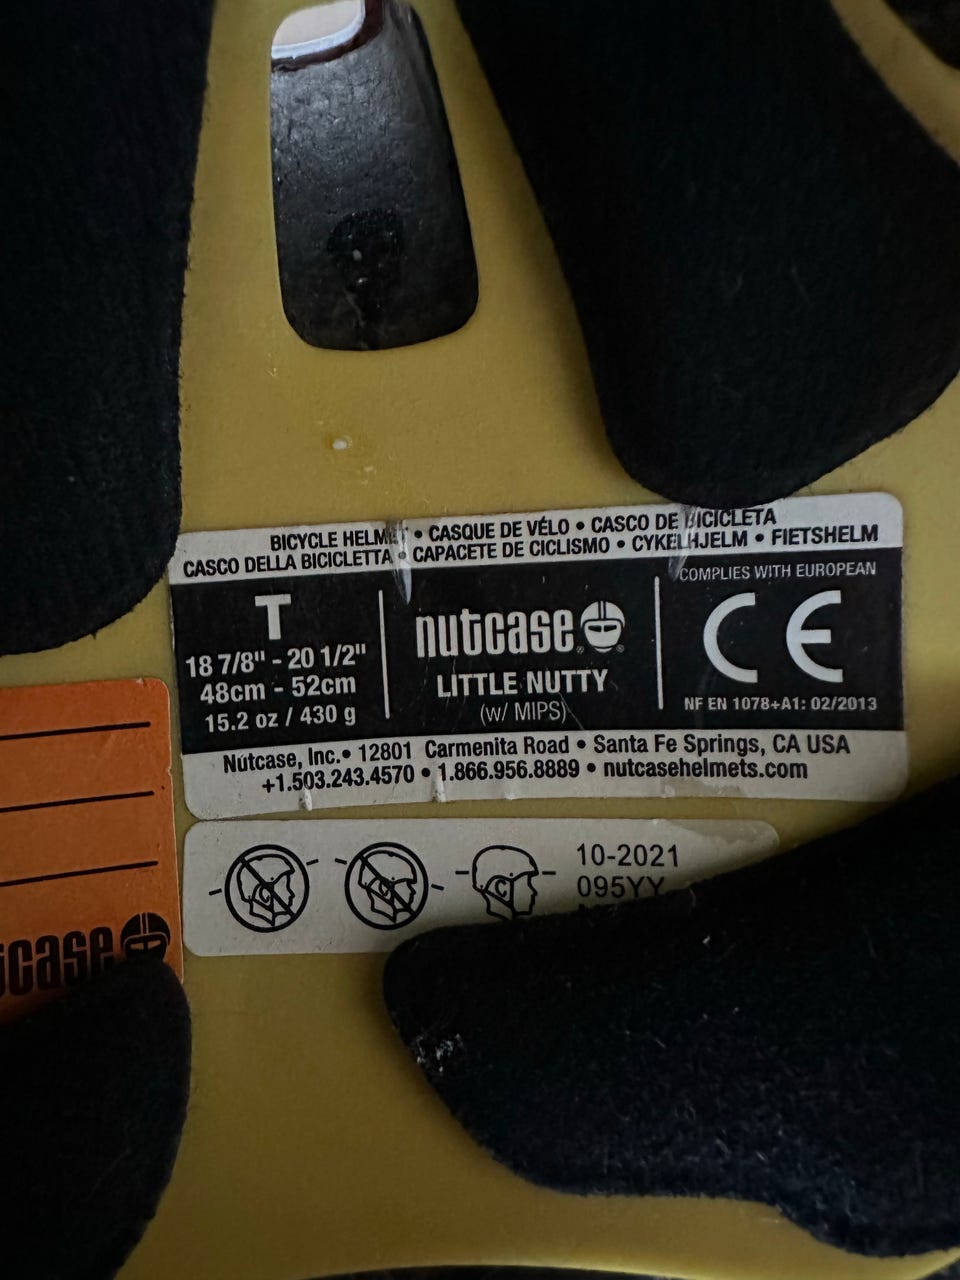 BICYCLE HELMET • CASQUE DE VÉLO • CASCO DE BICICLETA
CASCO DELLA BICICLETTA • CAPACETE DE CICLISMO • CYKELHJELM • FIETSHELM
T
18 7/8" - 20 1/2"
48cm - 52cm
15.2 oz / 430 g
nutcase
LITTLE NUTTY
(w/ MIPS)
COMPLIES WITH EUROPEAN
CE
NF EN 1078+A1: 02/2013
Nutcase, Inc. • 12801 Carmenita Road • Santa Fe Springs, CA USA
+1.503.243.4570 • 1.866.956.8889 • nutcasehelmets.com
10-2021
095YY